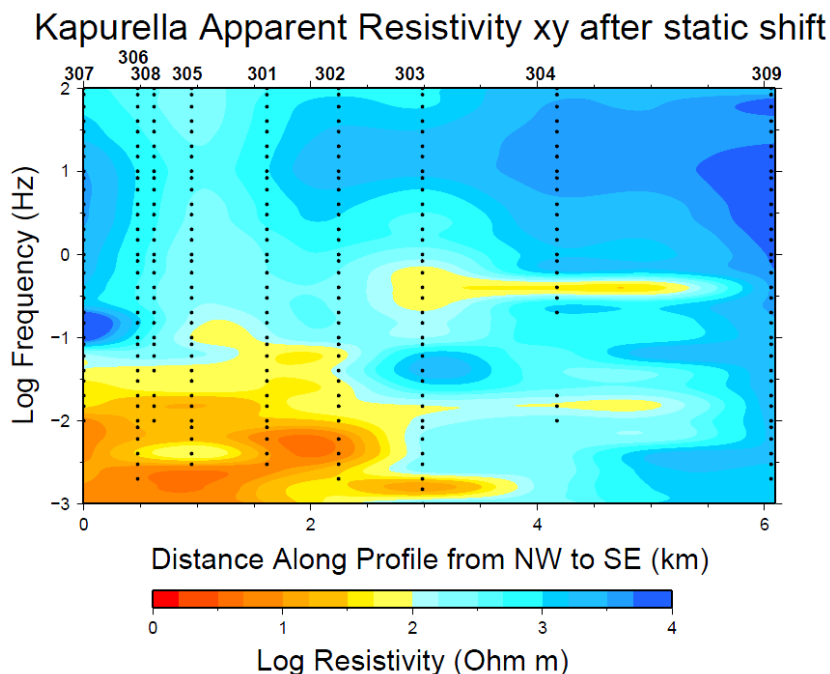 Kapurella Apparent Resistivity xy after static shift
306
307 308 305 301 302 303 304 309
2
1
0
−1
−2
−3
Log Frequency (Hz)
0 2 4 6
Distance Along Profile from NW to SE (km)
0 1 2 3 4
Log Resistivity (Ohm m)